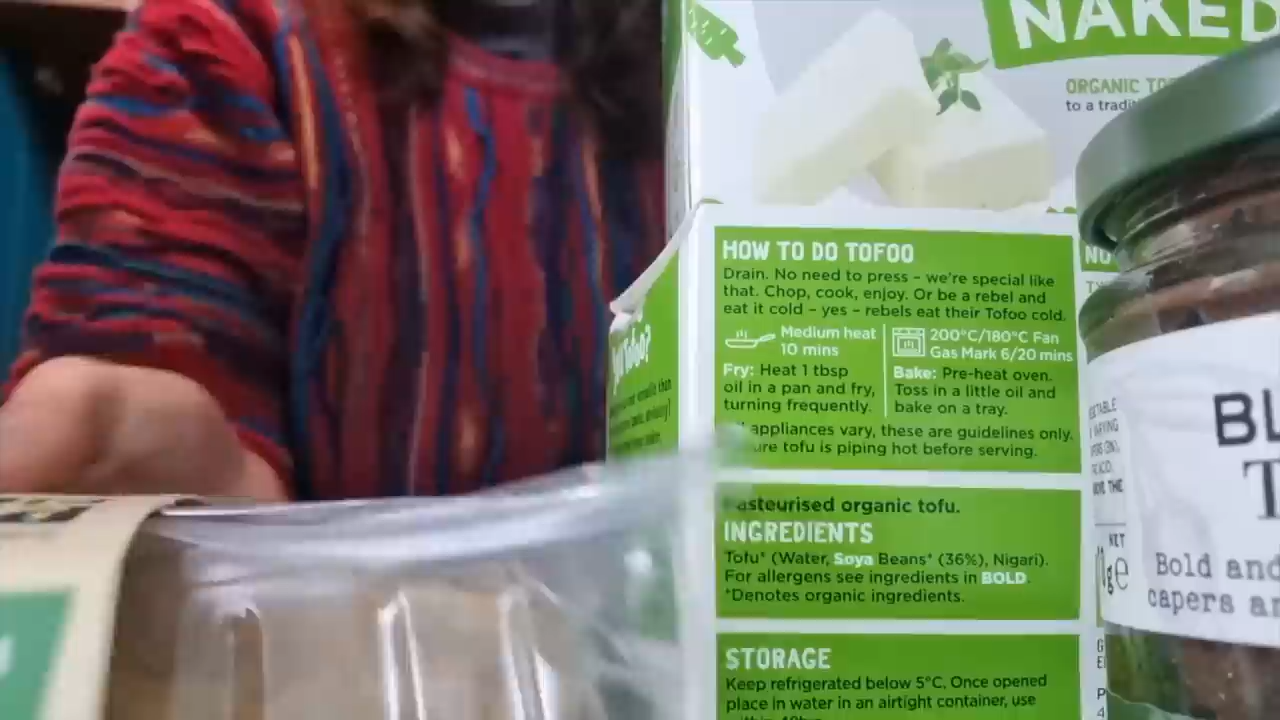 NAKED
ORGANIC
to a
HOW TO DO TOFOO
Drain. No need to press – we're special like
that. Chop, cook, enjoy. Or be a rebel and
eat it cold – yes – rebels eat their Tofoo cold.
Medium heat
10 mins
200°C/180°C Fan
Gas Mark 6/20 mins
Fry: Heat 1 tbsp
oil in a pan and fry,
turning frequently.
Bake: Pre-heat oven.
Toss in a little oil and
bake on a tray.
appliances vary, these are guidelines only.
tofu is piping hot before serving.
asteurised organic tofu.
INGREDIENTS
Tofu* (Water, Soya Beans* (36%), Nigari).
For allergens see ingredients in BOLD.
*Denotes organic ingredients.
STORAGE
Keep refrigerated below 5°C. Once opened
place in water in an airtight container, use
Tofoo?
NET
ge
BL
T
Bold and
capers